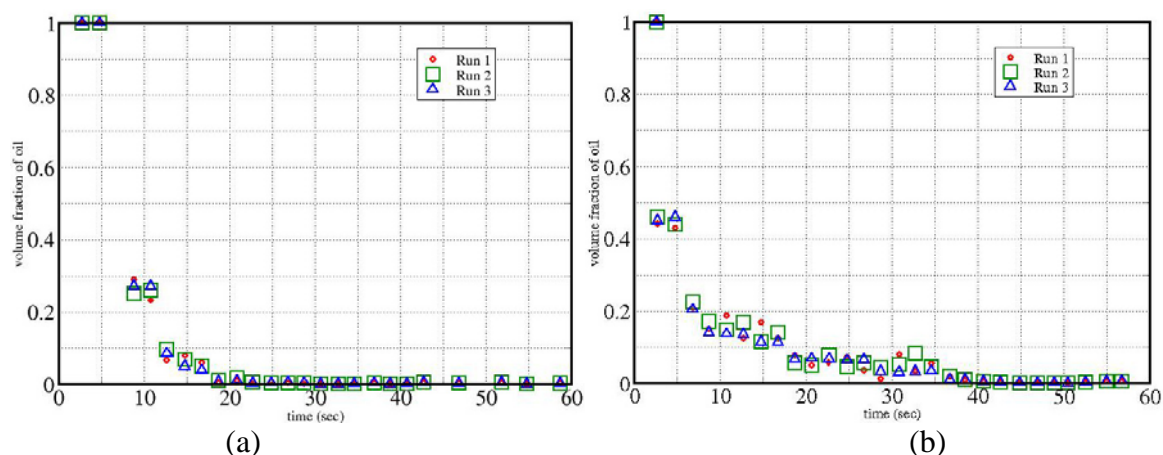 1
0.8
0.6
0.4
0.2
0
volume fraction of oil
Run 1
Run 2
Run 3
0 10 20 30 40 50 60
time (sec)
(a)
1
0.8
0.6
0.4
0.2
0
volume fraction of oil
Run 1
Run 2
Run 3
0 10 20 30 40 50 60
time (sec)
(b)